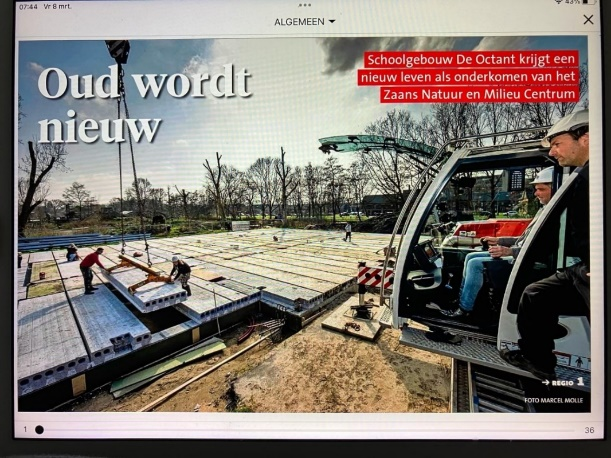 07:44 Vr 8 mrt.
43%
ALGEMEEN
Oud wordt
nieuw
Schoolgebouw De Octant krijgt een
nieuw leven als onderkomen van het
Zaans Natuur en Milieu Centrum
→ REGIO 1
FOTO MARCEL MOLLE
1
36